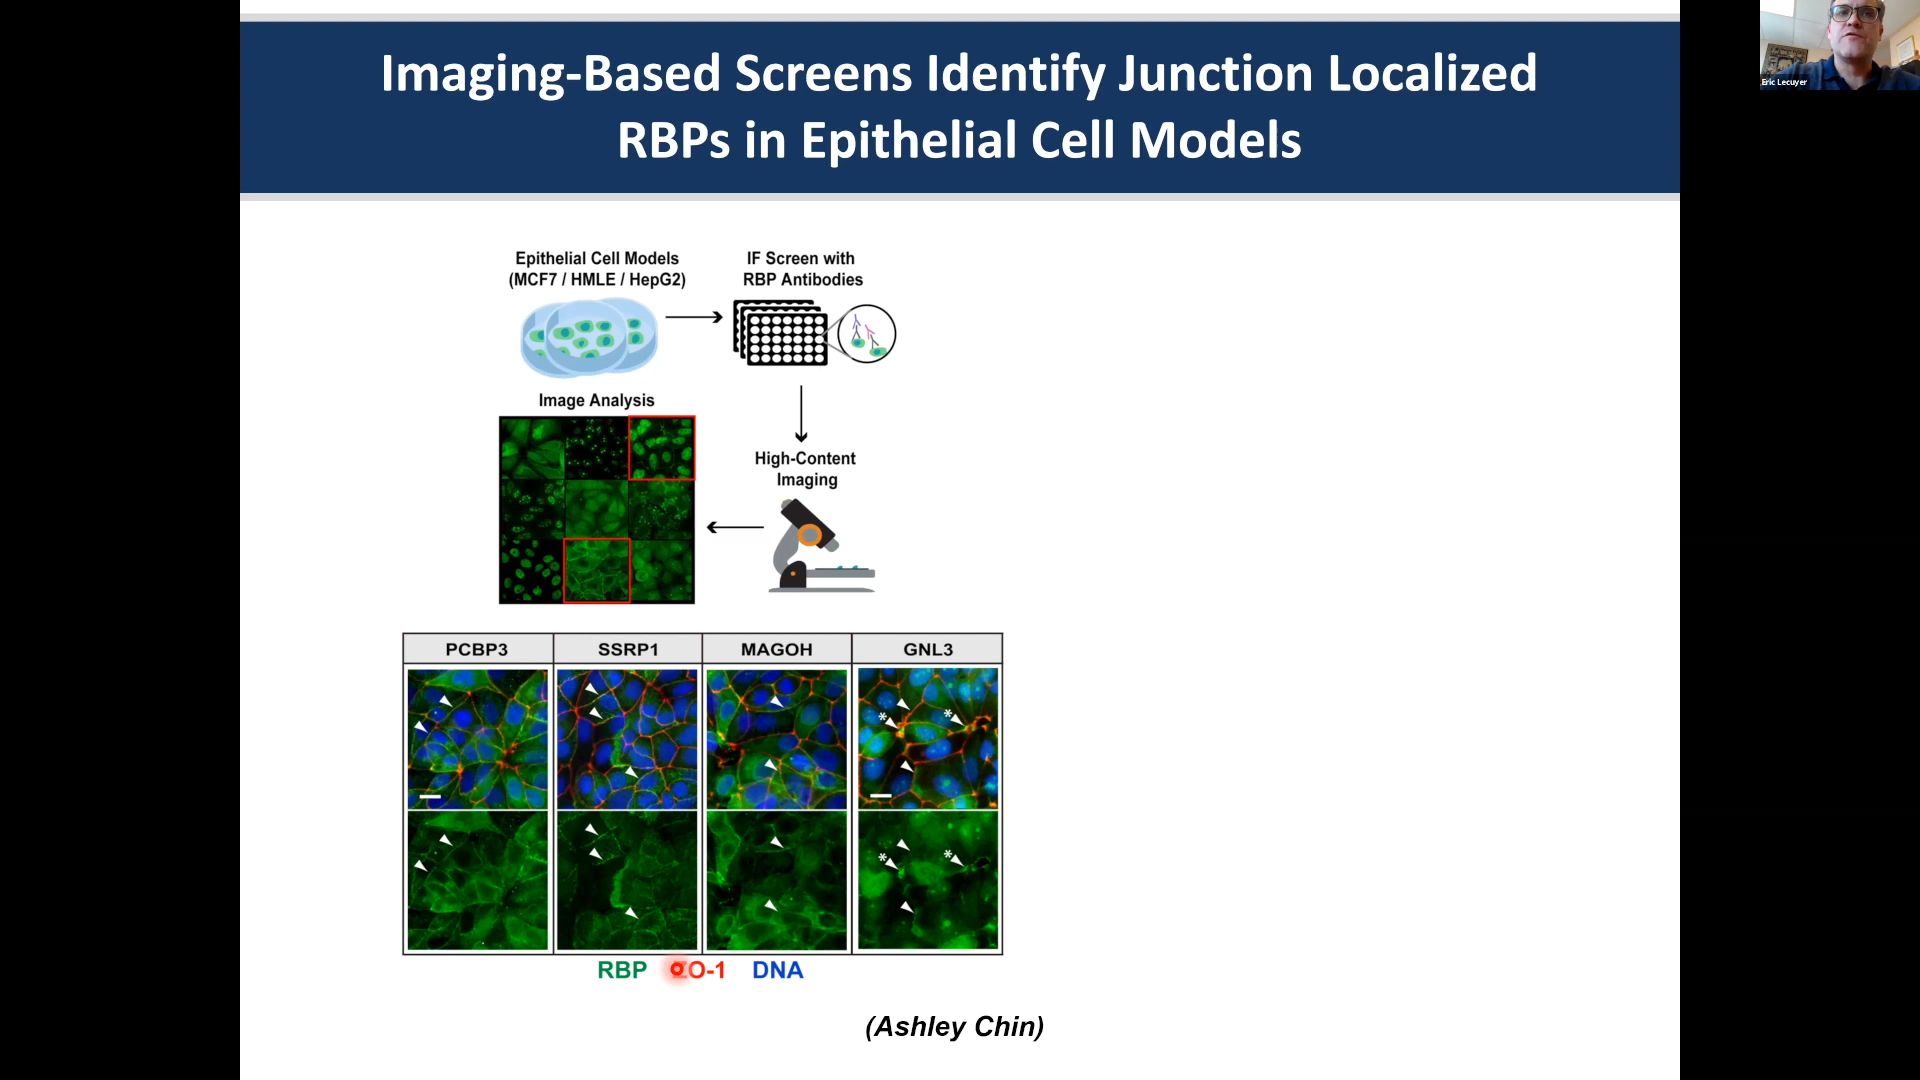 Imaging-Based Screens Identify Junction Localized
RBPs in Epithelial Cell Models
Eric Lecuyer
Epithelial Cell Models
(MCF7 / HMLE / HepG2)
IF Screen with
RBP Antibodies
Image Analysis
High-Content
Imaging
PCBP3 SSRP1 MAGOH GNL3
* *
* *
RBP ZO-1 DNA
(Ashley Chin)